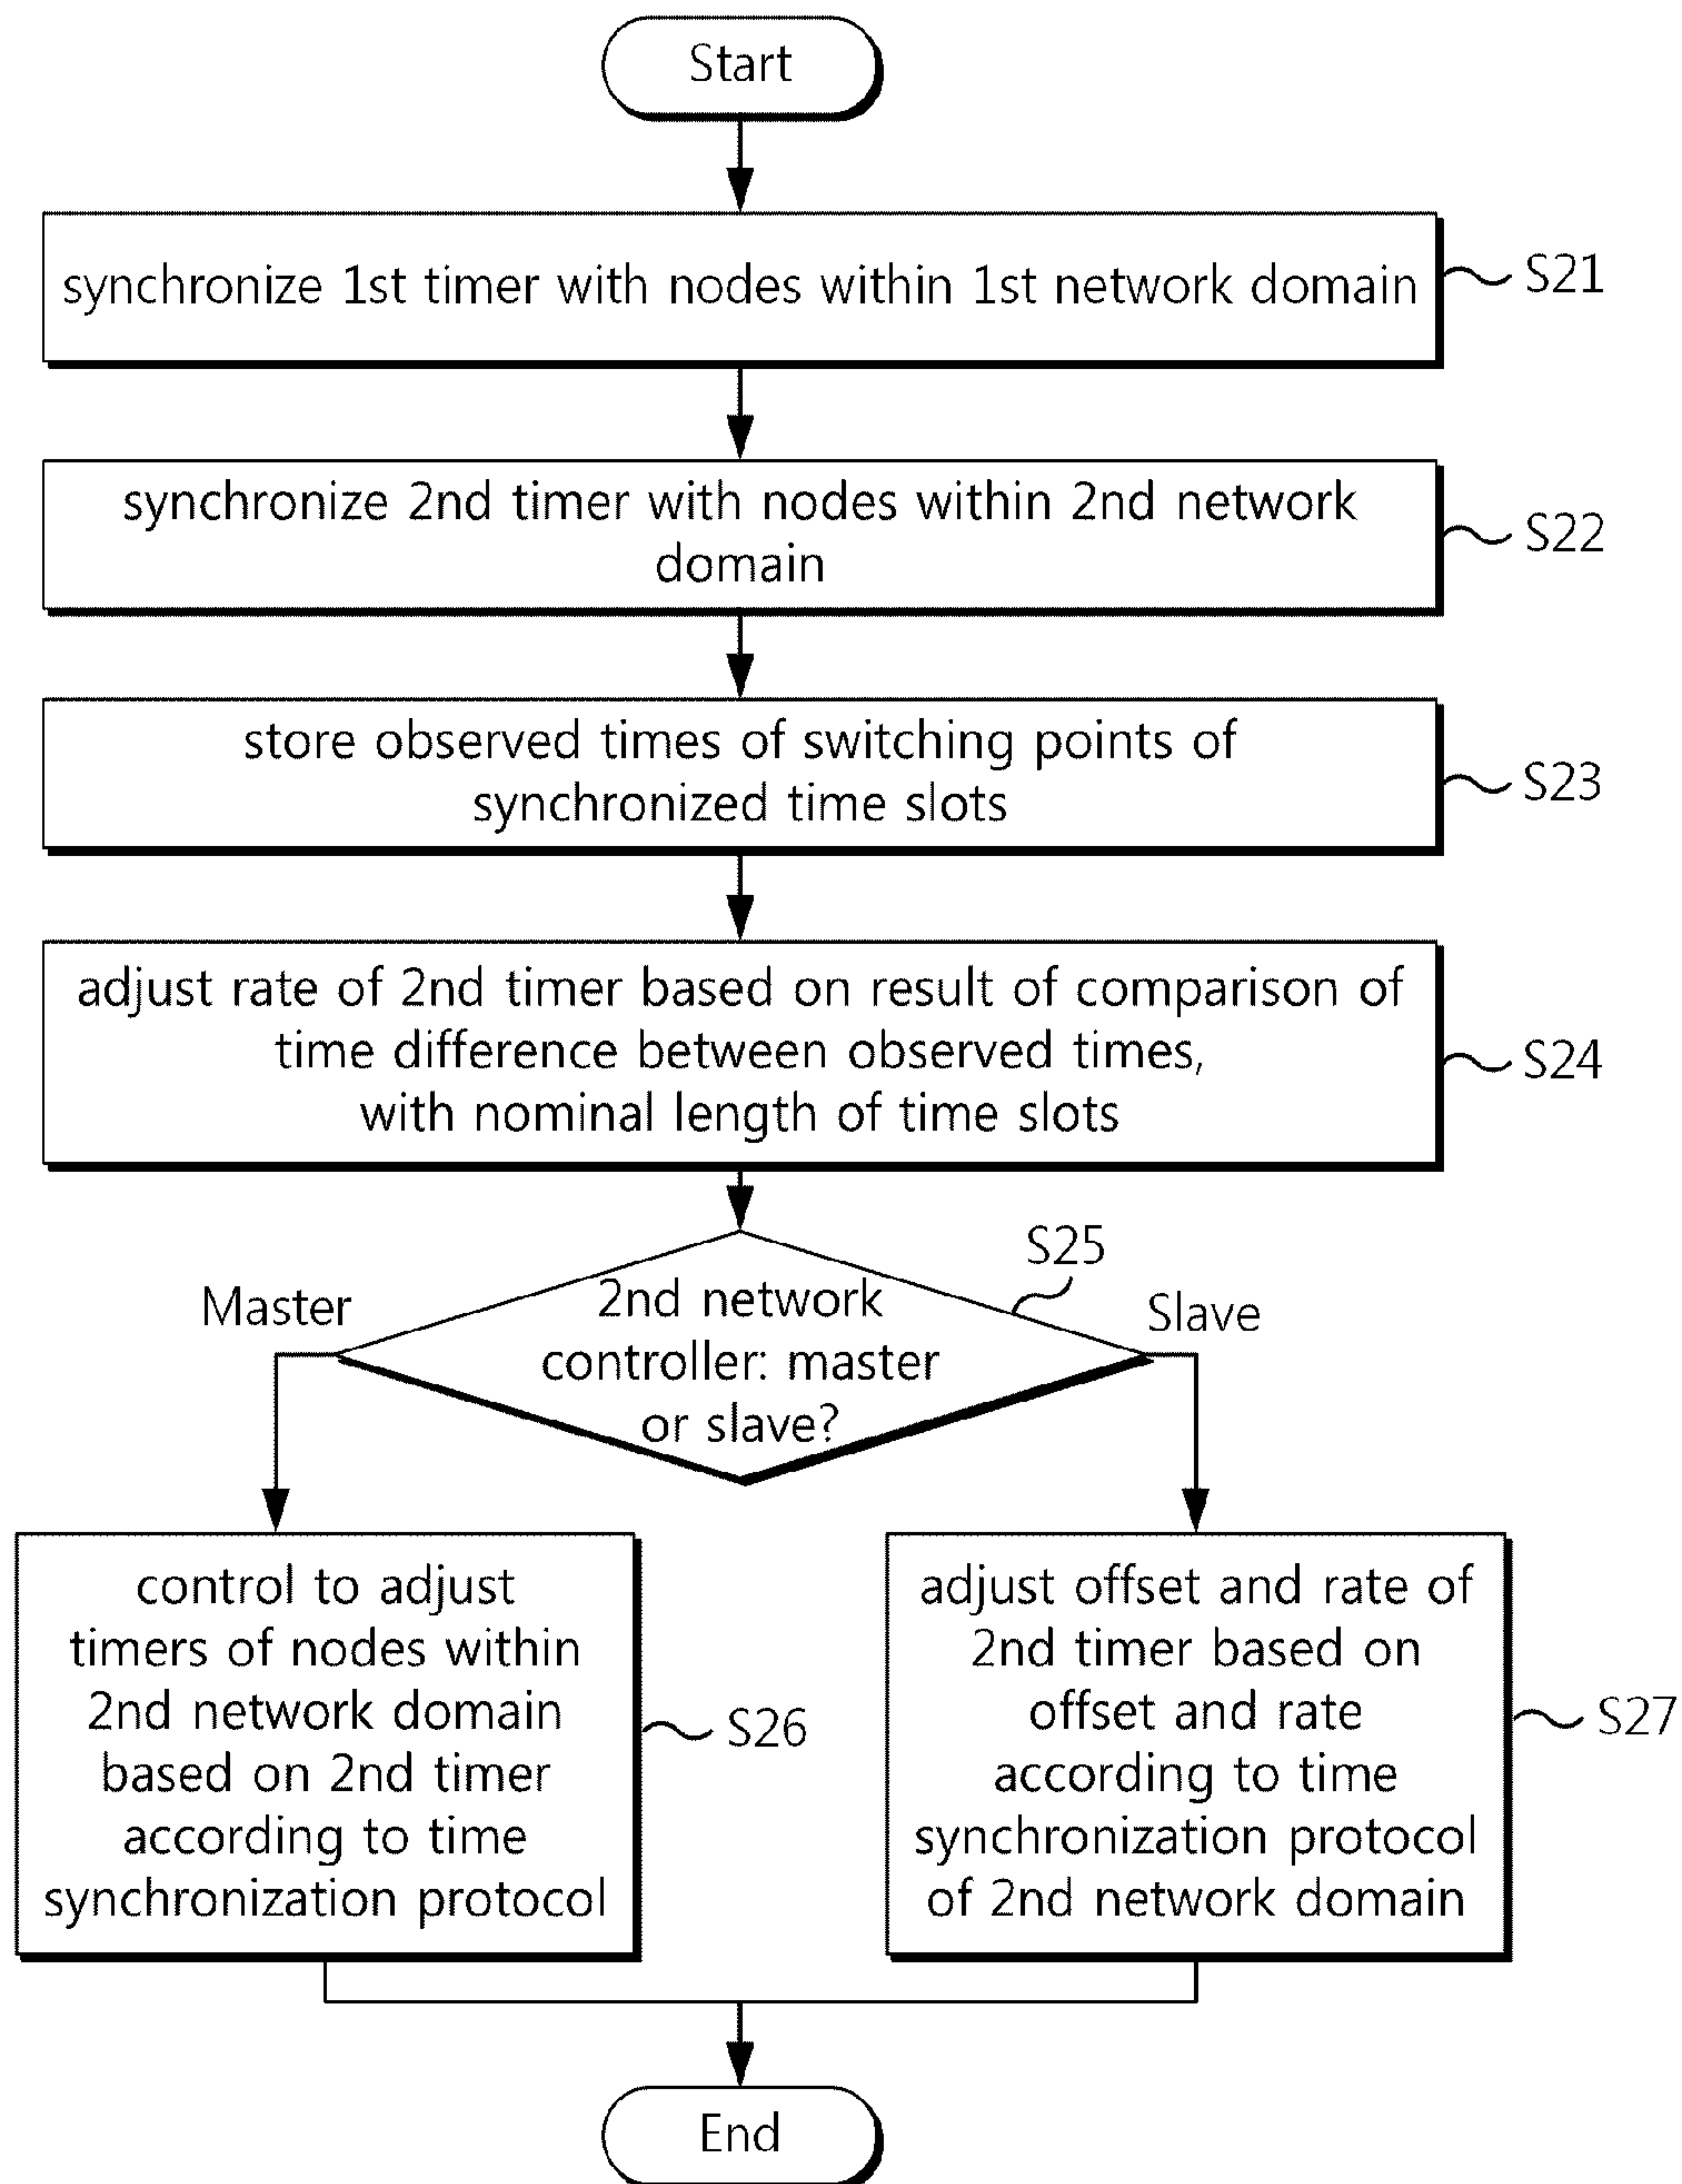 Start
synchronize 1st timer with nodes within 1st network domain
S21
synchronize 2nd timer with nodes within 2nd network
domain
S22
store observed times of switching points of
synchronized time slots
S23
adjust rate of 2nd timer based on result of comparison of
time difference between observed times,
with nominal length of time slots
S24
S25
Master
2nd network
controller: master
or slave?
Slave
control to adjust
timers of nodes within
2nd network domain
based on 2nd timer
according to time
synchronization protocol
S26
adjust offset and rate of
2nd timer based on
offset and rate
according to time
synchronization protocol
of 2nd network domain
S27
End